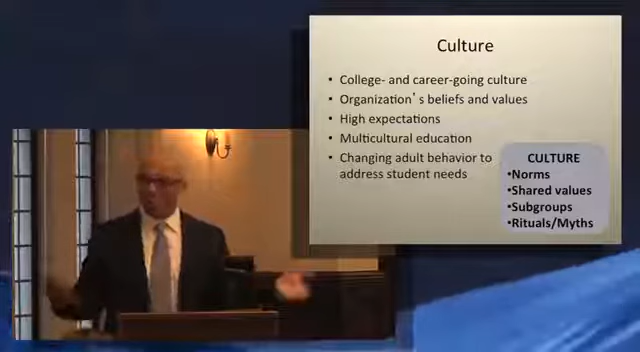 Culture
• College- and career-going culture
• Organization's beliefs and values
• High expectations
• Multicultural education
• Changing adult behavior to
address student needs
CULTURE
•Norms
•Shared values
•Subgroups
•Rituals/Myths